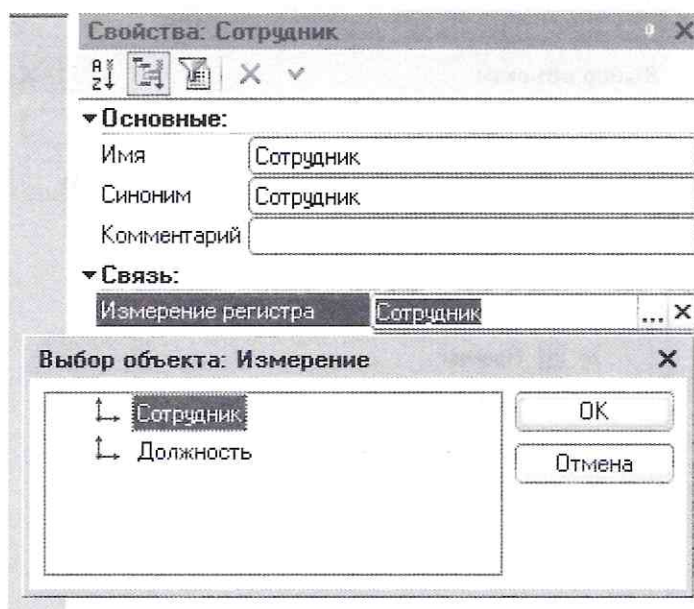 Свойства: Сотрудник
Основные:
Имя Сотрудник
Синоним Сотрудник
Комментарий
Связь:
Измерение регистра Сотрудник ...
Выбор объекта: Измерение
Сотрудник
Должность
OK
Отмена